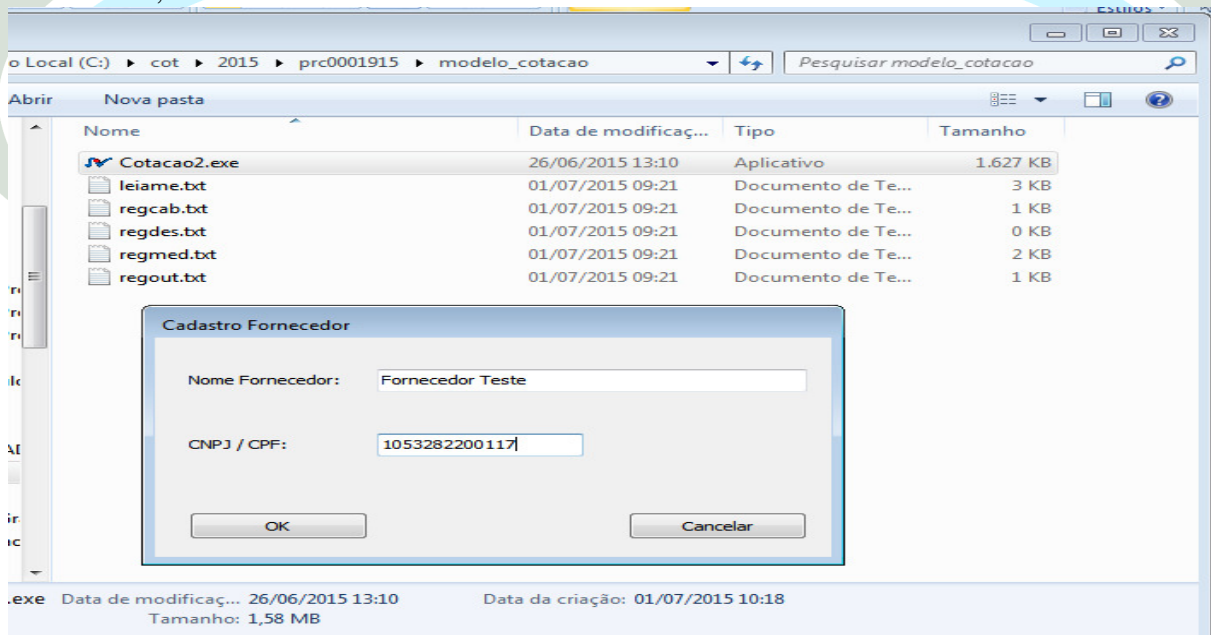 Estilos
o Local (C:) ▸ cot ▸ 2015 ▸ prc0001915 ▸ modelo_cotacao Pesquisar modelo_cotacao
Abrir Nova pasta
Nome Data de modificaç... Tipo Tamanho
Cotacao2.exe 26/06/2015 13:10 Aplicativo 1.627 KB
leiame.txt 01/07/2015 09:21 Documento de Te... 3 KB
regcab.txt 01/07/2015 09:21 Documento de Te... 1 KB
regdes.txt 01/07/2015 09:21 Documento de Te... 0 KB
regmed.txt 01/07/2015 09:21 Documento de Te... 2 KB
regout.txt 01/07/2015 09:21 Documento de Te... 1 KB
Cadastro Fornecedor
Nome Fornecedor: Fornecedor Teste
CNPJ / CPF: 1053282200117
OK Cancelar
.exe Data de modificaç... 26/06/2015 13:10 Data da criação: 01/07/2015 10:18
Tamanho: 1,58 MB